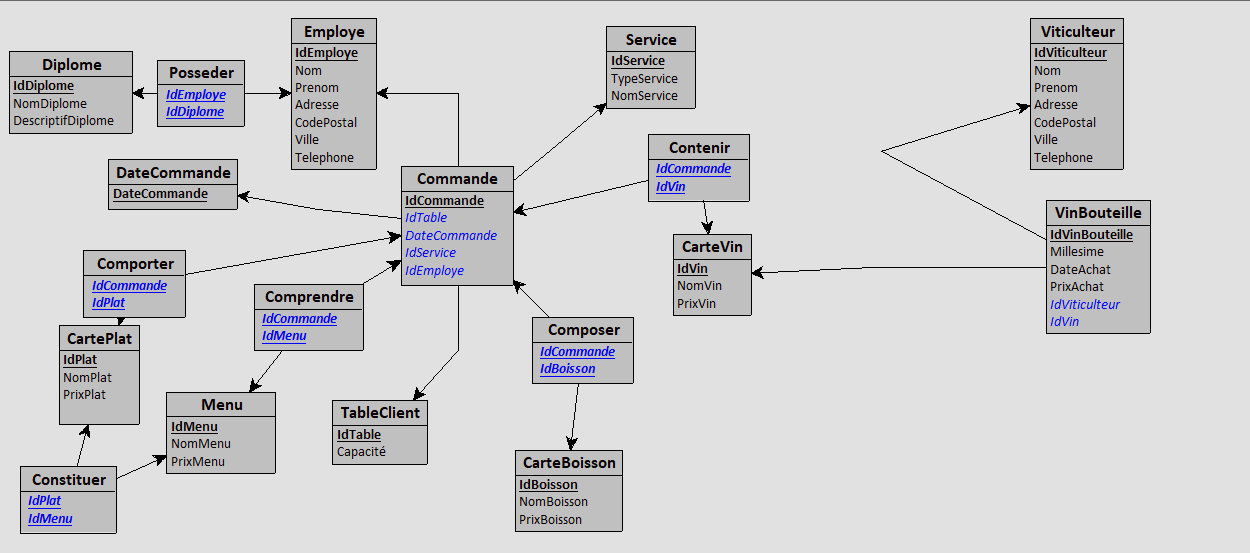 Employe
IdEmploye
Nom
Prenom
Adresse
CodePostal
Ville
Telephone
Service
IdService
TypeService
NomService
Viticulteur
IdViticulteur
Nom
Prenom
Adresse
CodePostal
Ville
Telephone
Diplome
IdDiplome
NomDiplome
DescriptifDiplome
Posseder
IdEmploye
IdDiplome
Contenir
IdCommande
IdVin
DateCommande
DateCommande
Commande
IdCommande
IdTable
DateCommande
IdService
IdEmploye
VinBouteille
IdVinBouteille
Millesime
DateAchat
PrixAchat
IdViticulteur
IdVin
CarteVin
IdVin
NomVin
PrixVin
Comporter
IdCommande
IdPlat
Comprendre
IdCommande
IdMenu
Composer
IdCommande
IdBoisson
CartePlat
IdPlat
NomPlat
PrixPlat
Menu
IdMenu
NomMenu
PrixMenu
TableClient
IdTable
Capacité
CarteBoisson
IdBoisson
NomBoisson
PrixBoisson
Constituer
IdPlat
IdMenu